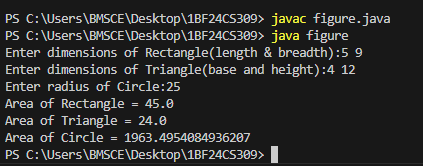 PS C:\Users\BMSCE\Desktop\1BF24CS309> javac figure.java
PS C:\Users\BMSCE\Desktop\1BF24CS309> java figure
Enter dimensions of Rectangle(length & breadth):5 9
Enter dimensions of Triangle(base and height):4 12
Enter radius of Circle:25
Area of Rectangle = 45.0
Area of Triangle = 24.0
Area of Circle = 1963.4954084936207
PS C:\Users\BMSCE\Desktop\1BF24CS309>